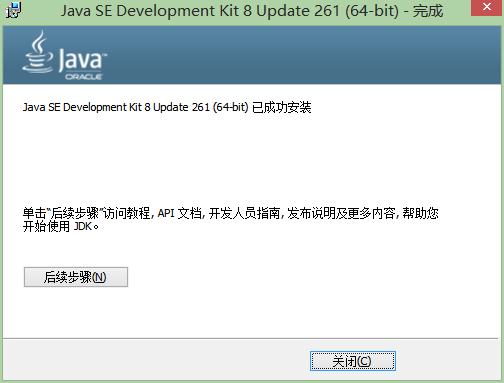 Java SE Development Kit 8 Update 261 (64-bit) - 完成
Java™
ORACLE
Java SE Development Kit 8 Update 261 (64-bit) 已成功安装
单击“后续步骤”访问教程, API 文档, 开发人员指南, 发布说明及更多内容, 帮助您
开始使用 JDK。
后续步骤(N)
关闭(C)